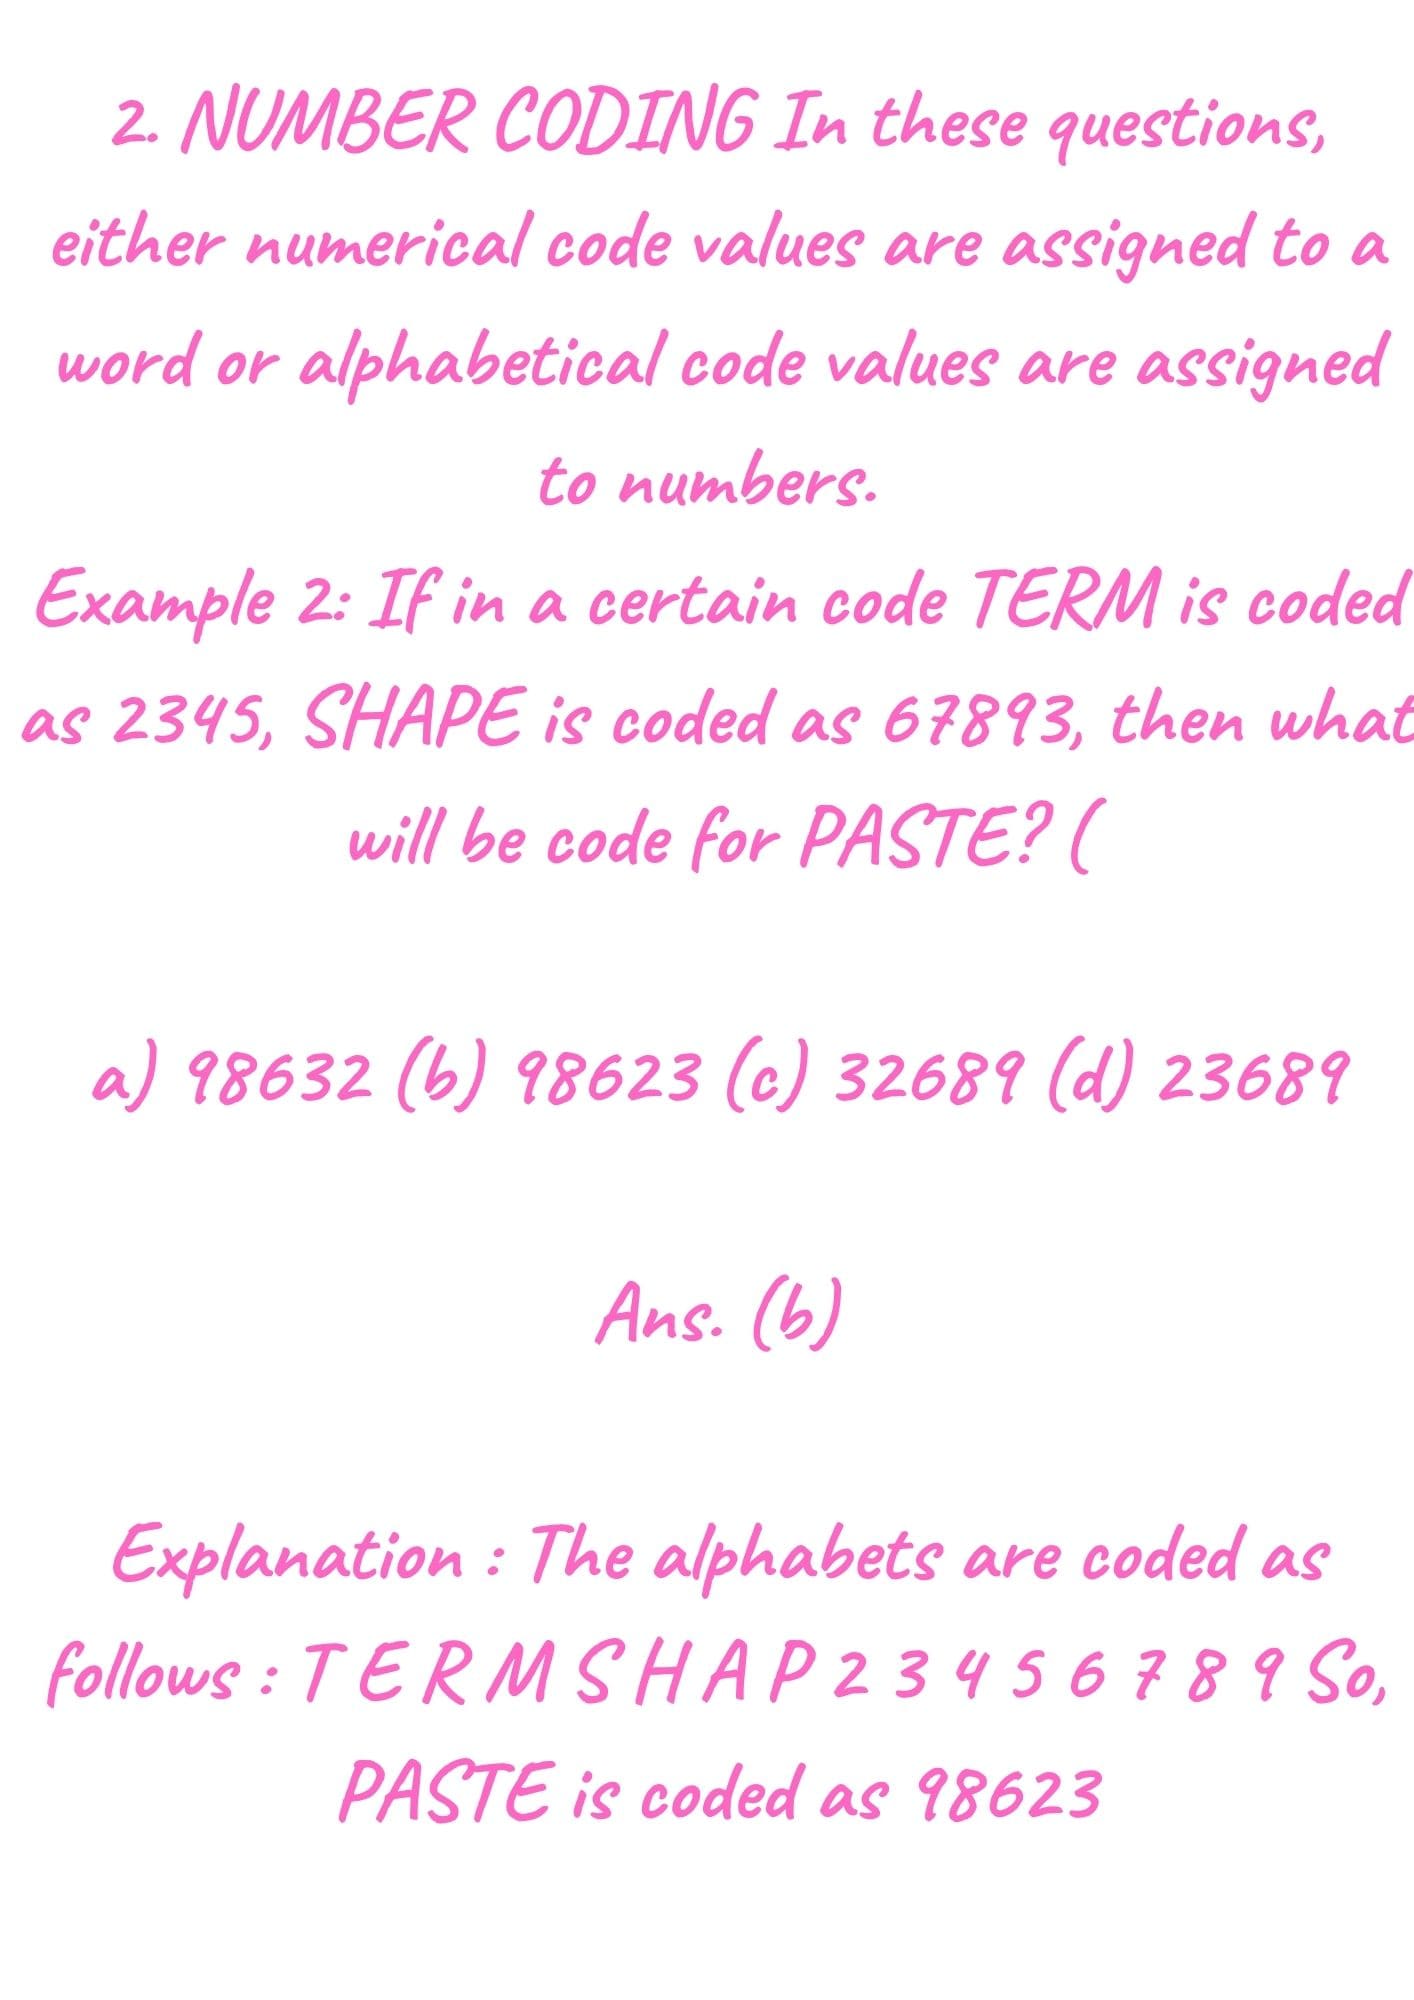 2. NUMBER CODING In these questions,
either numerical code values are assigned to a
word or alphabetical code values are assigned
to numbers.
Example 2: If in a certain code TERM is coded
as 2345, SHAPE is coded as 67893, then what
will be code for PASTE? (
a) 98632 (b) 98623 (c) 32689 (d) 23689
Ans. (b)
Explanation : The alphabets are coded as
follows : T E R M S H A P 2 3 4 5 6 7 8 9 So,
PASTE is coded as 98623